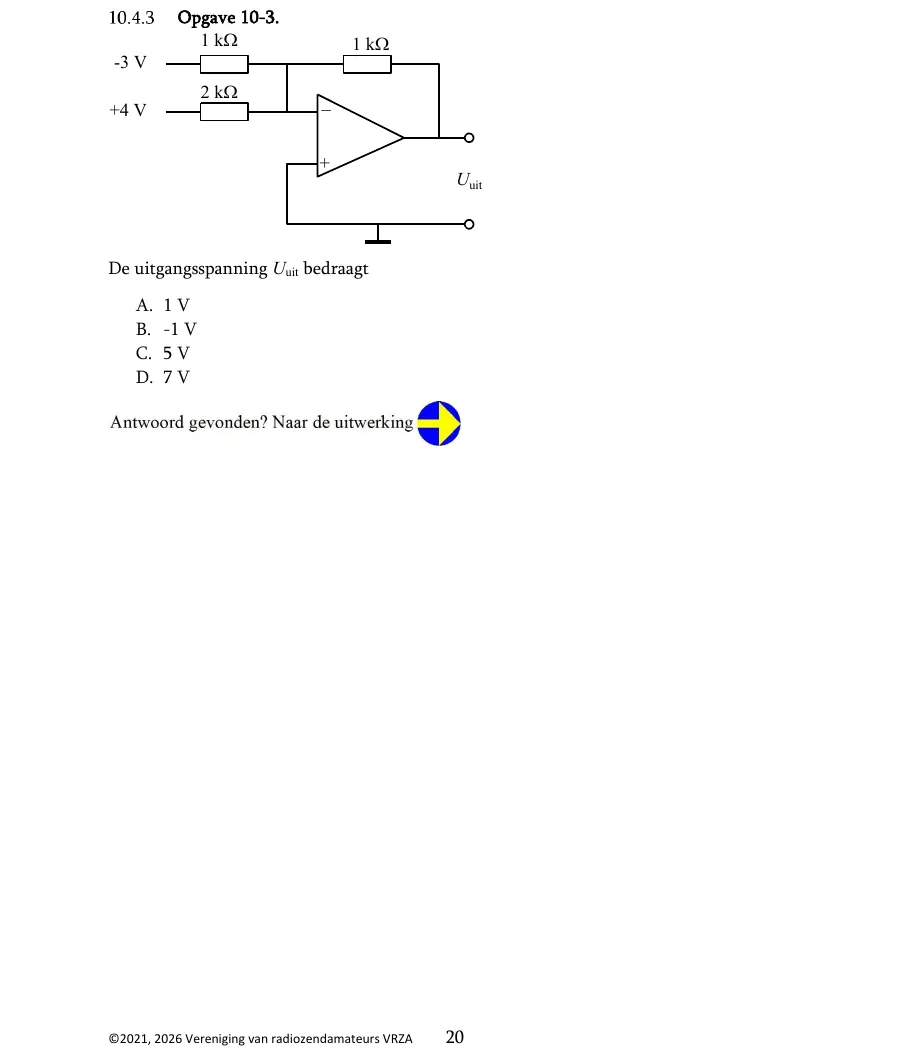 10.4.3 Opgave 10-3.
1 kΩ
1 kΩ
-3 V
2 kΩ
+4 V
−
+
Uuit
De uitgangsspanning Uuit bedraagt
A. 1 V
B. -1 V
C. 5 V
D. 7 V
Antwoord gevonden? Naar de uitwerking
©2021, 2026 Vereniging van radiozendamateurs VRZA 20